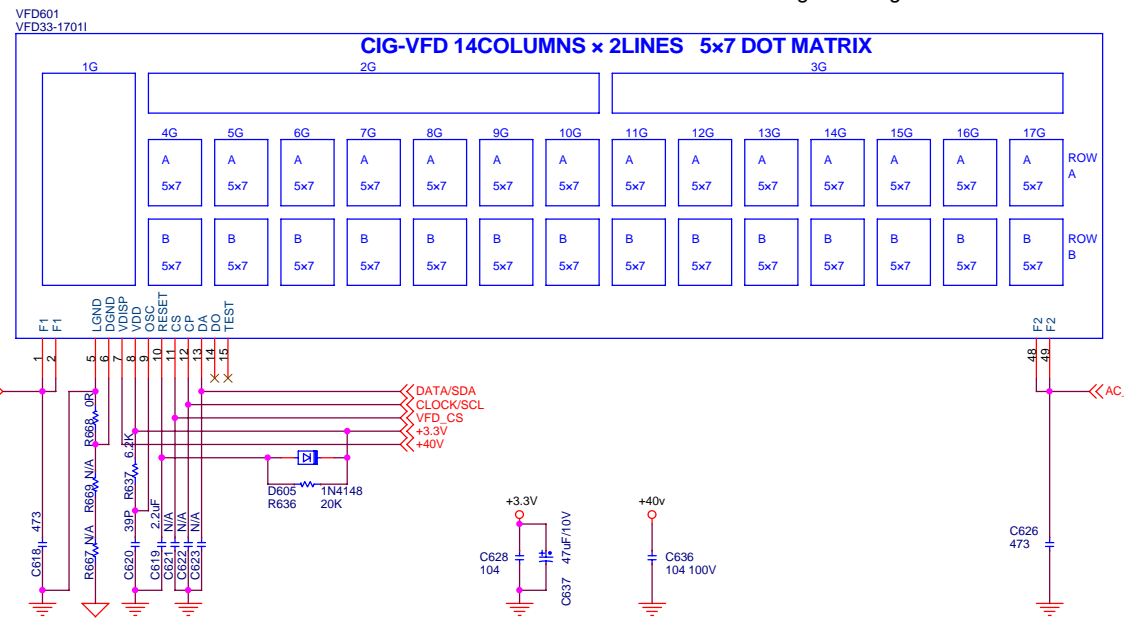 VFD601
VFD33-1701I
CIG-VFD 14COLUMNS × 2LINES 5×7 DOT MATRIX
1G 2G 3G
4G 5G 6G 7G 8G 9G 10G 11G 12G 13G 14G 15G 16G 17G
A A A A A A A A A A A A A A ROW
A
5×7 5×7 5×7 5×7 5×7 5×7 5×7 5×7 5×7 5×7 5×7 5×7 5×7 5×7
B B B B B B B B B B B B B B ROW
B
5×7 5×7 5×7 5×7 5×7 5×7 5×7 5×7 5×7 5×7 5×7 5×7 5×7 5×7
F1 F1 LGND DGND VDISP VDD OSC RESET CS CP DA DO TEST F2 F2
1 2 5 6 7 8 9 10 11 12 13 14 15 48 49
DATA/SDA
CLOCK/SCL
VFD_CS
+3.3V
+40V
AC_
R668 0R
R669 N/A
R667 N/A
R637 6.2K
C618 473
C620 39P
C619 2.2uF
C621 N/A
C622 N/A
C623 N/A
D605 1N4148
R636 20K
+3.3V
C628
104
C637 47uF/10V
+40v
C636
104 100V
C626
473